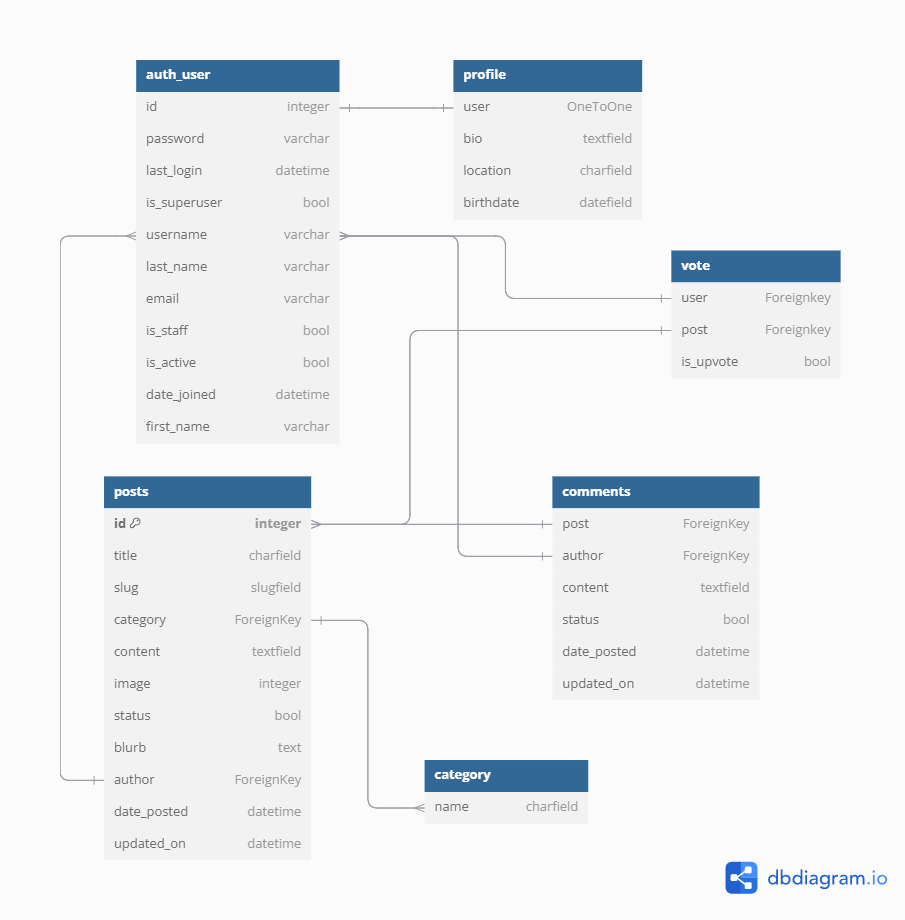 auth_user
id integer
password varchar
last_login datetime
is_superuser bool
username varchar
last_name varchar
email varchar
is_staff bool
is_active bool
date_joined datetime
first_name varchar
profile
user OneToOne
bio textfield
location charfield
birthdate datefield
vote
user Foreignkey
post Foreignkey
is_upvote bool
posts
id integer
title charfield
slug slugfield
category ForeignKey
content textfield
image integer
status bool
blurb text
author ForeignKey
date_posted datetime
updated_on datetime
comments
post ForeignKey
author ForeignKey
content textfield
status bool
date_posted datetime
updated_on datetime
category
name charfield
dbdiagram.io